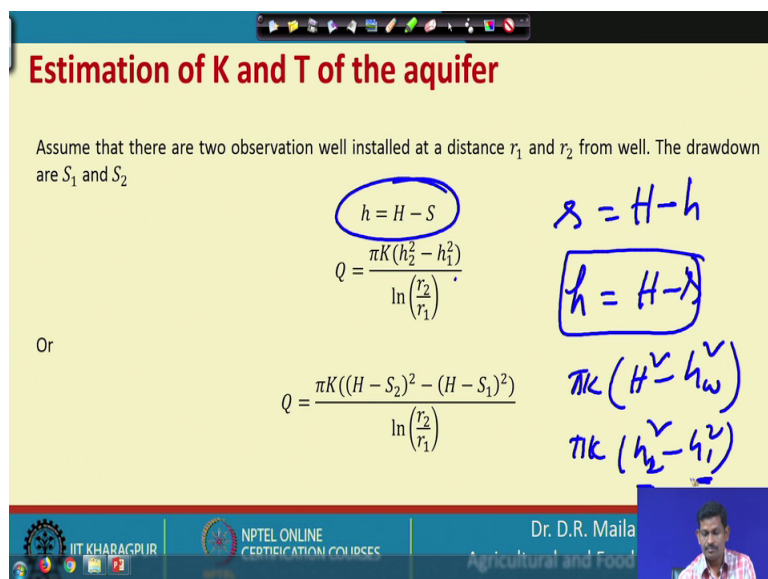 Estimation of K and T of the aquifer
Assume that there are two observation well installed at a distance r₁ and r₂ from well. The drawdown
are S₁ and S₂
h = H − S
s = H − h
Q = πK(h₂² − h₁²) / ln(r₂/r₁)
h = H − s
Or
πK (H² − h_w²)
Q = πK((H − S₂)² − (H − S₁)²) / ln(r₂/r₁)
πK (h₂² − h₁²)
IIT KHARAGPUR
NPTEL ONLINE
CERTIFICATION COURSES
Dr. D.R. Maila
Agricultural and Food